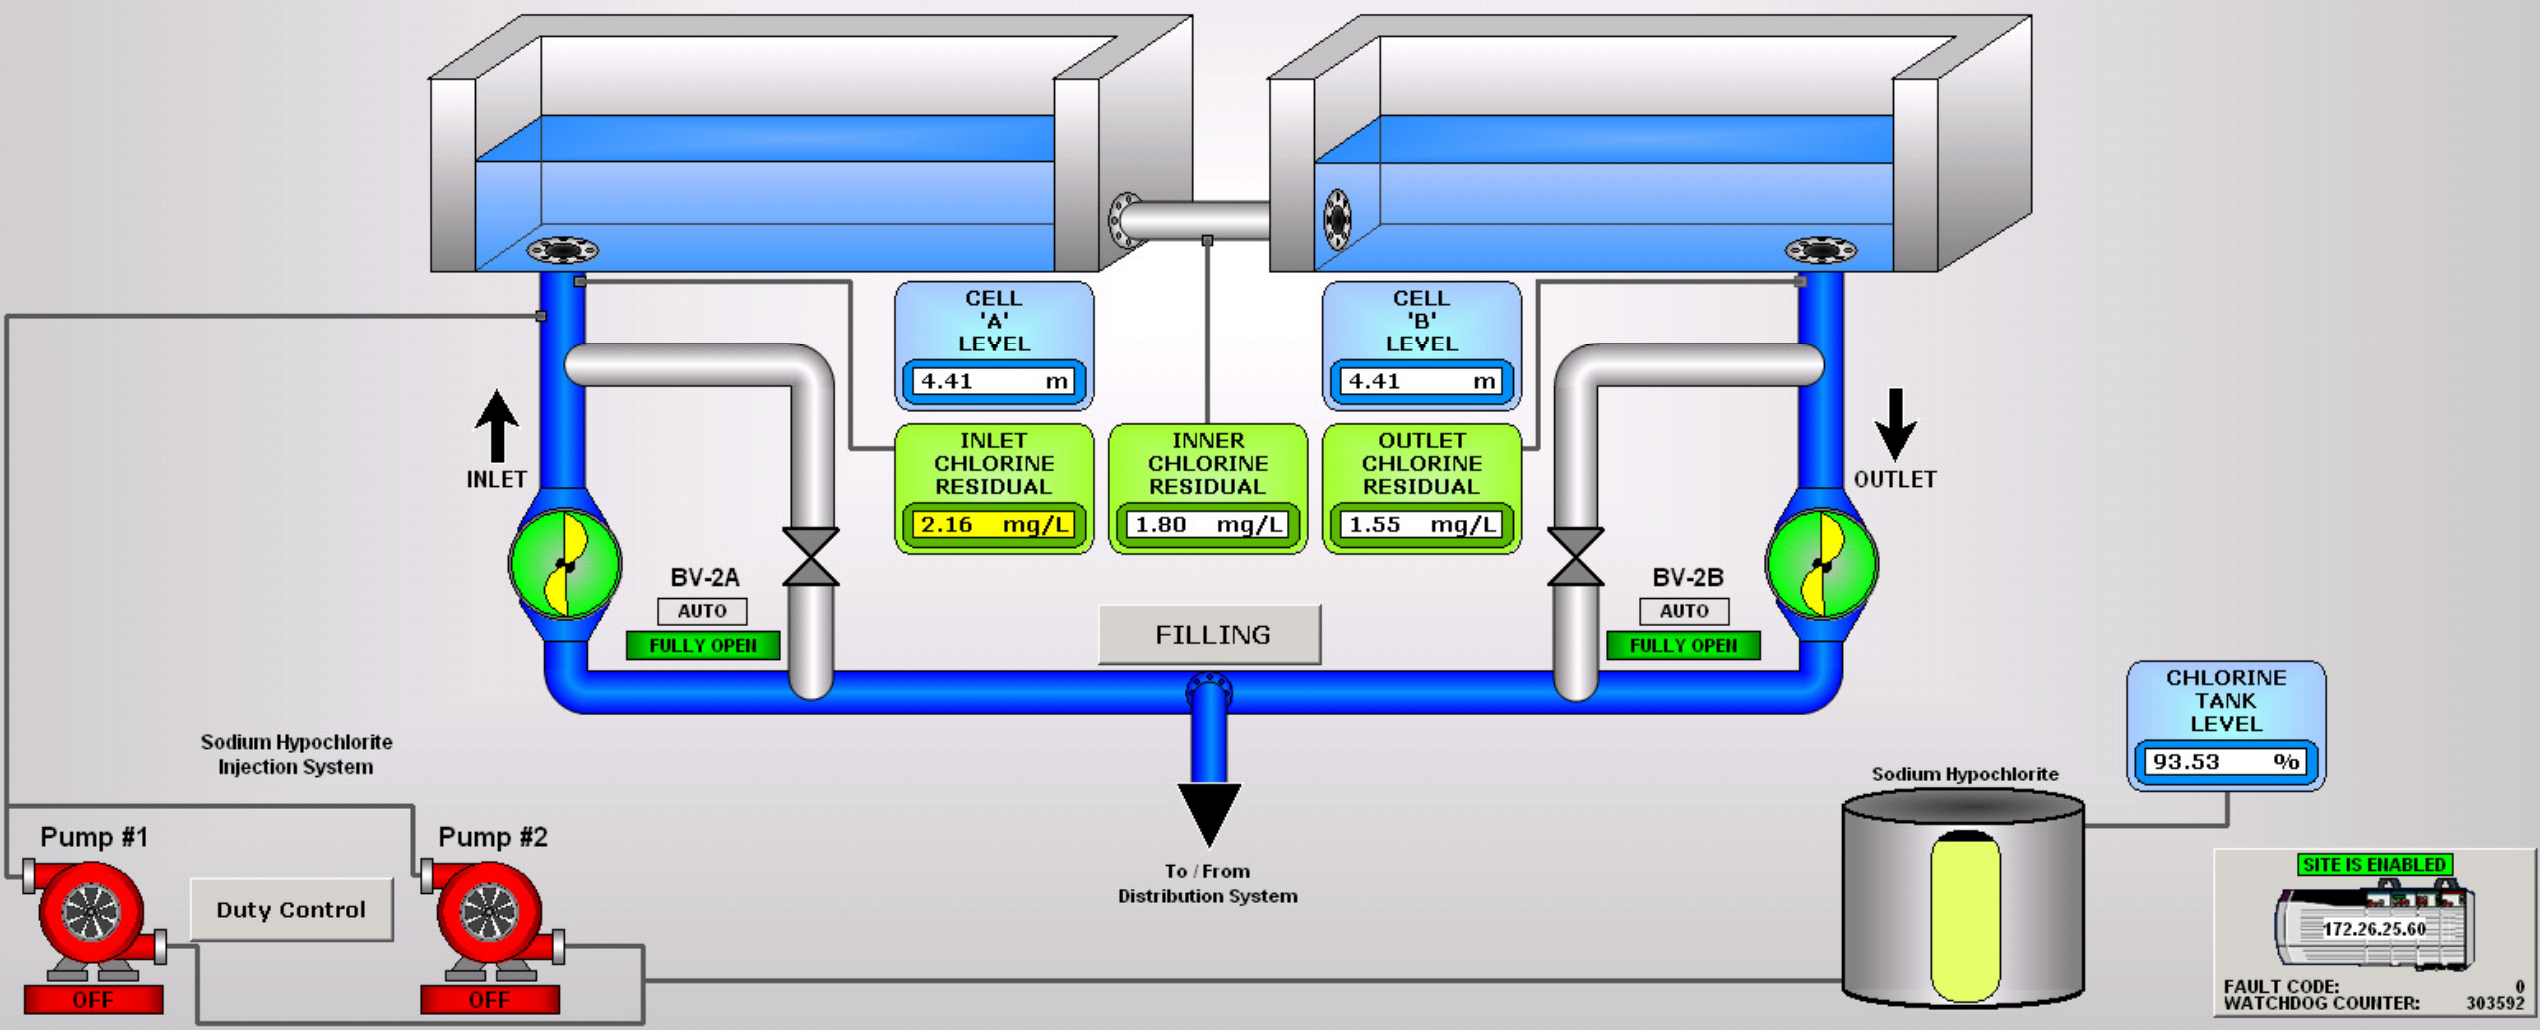 CELL
'A'
LEVEL
4.41 m
CELL
'B'
LEVEL
4.41 m
INLET
CHLORINE
RESIDUAL
2.16 mg/L
INNER
CHLORINE
RESIDUAL
1.80 mg/L
OUTLET
CHLORINE
RESIDUAL
1.55 mg/L
INLET
OUTLET
BV-2A
AUTO
FULLY OPEN
FILLING
BV-2B
AUTO
FULLY OPEN
CHLORINE
TANK
LEVEL
93.53 %
Sodium Hypochlorite
Injection System
Sodium Hypochlorite
Pump #1
Pump #2
Duty Control
OFF
OFF
To / From
Distribution System
SITE IS ENABLED
172.26.25.60
FAULT CODE: 0
WATCHDOG COUNTER: 303592